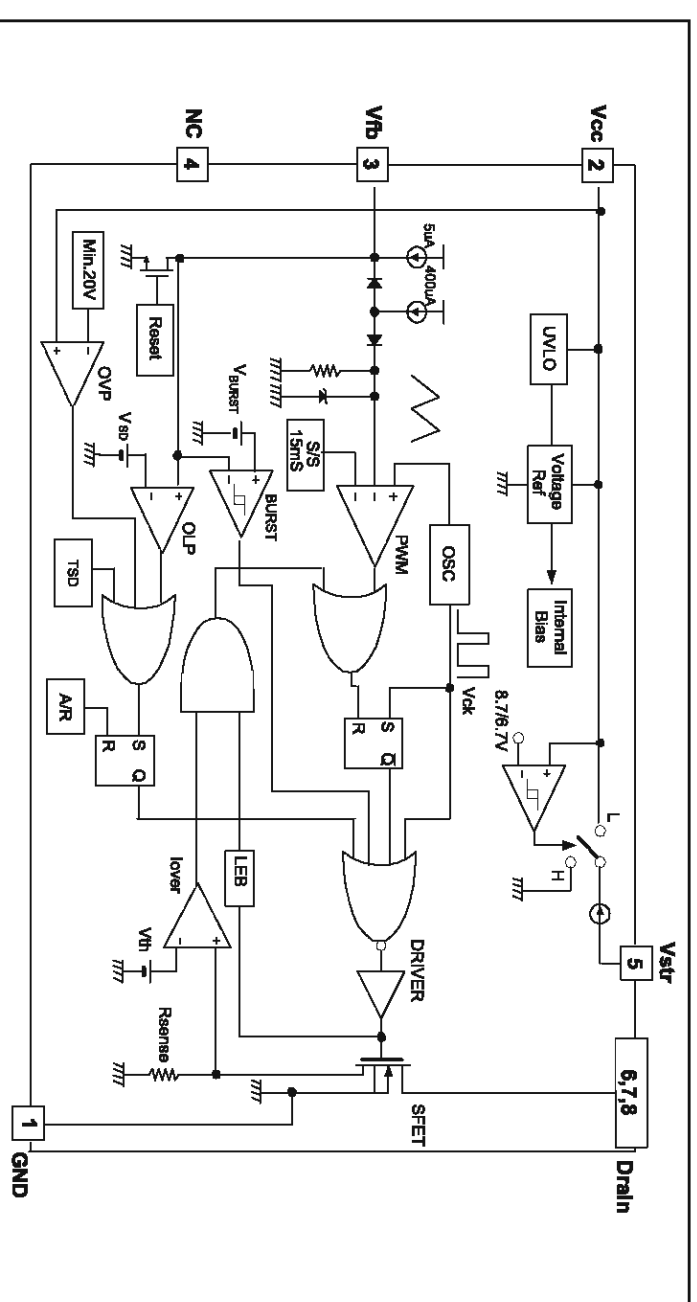 Vstr
5
6,7,8
Drain
Vcc
2
L
H
UVLO
Voltage
Ref
Internal
Bias
8.7/6.7V
+
−
Vck
OSC
5uA
400uA
Vfb
3
PWM
+
−
−
S/S
15mS
S
Q
R
DRIVER
SFET
BURST
+
−
VBURST
LEB
NC
4
Reset
OLP
+
−
VSD
Iover
+
−
Vth
Rsense
TSD
S
Q
R
A/R
Min.20V
OVP
−
+
1
GND